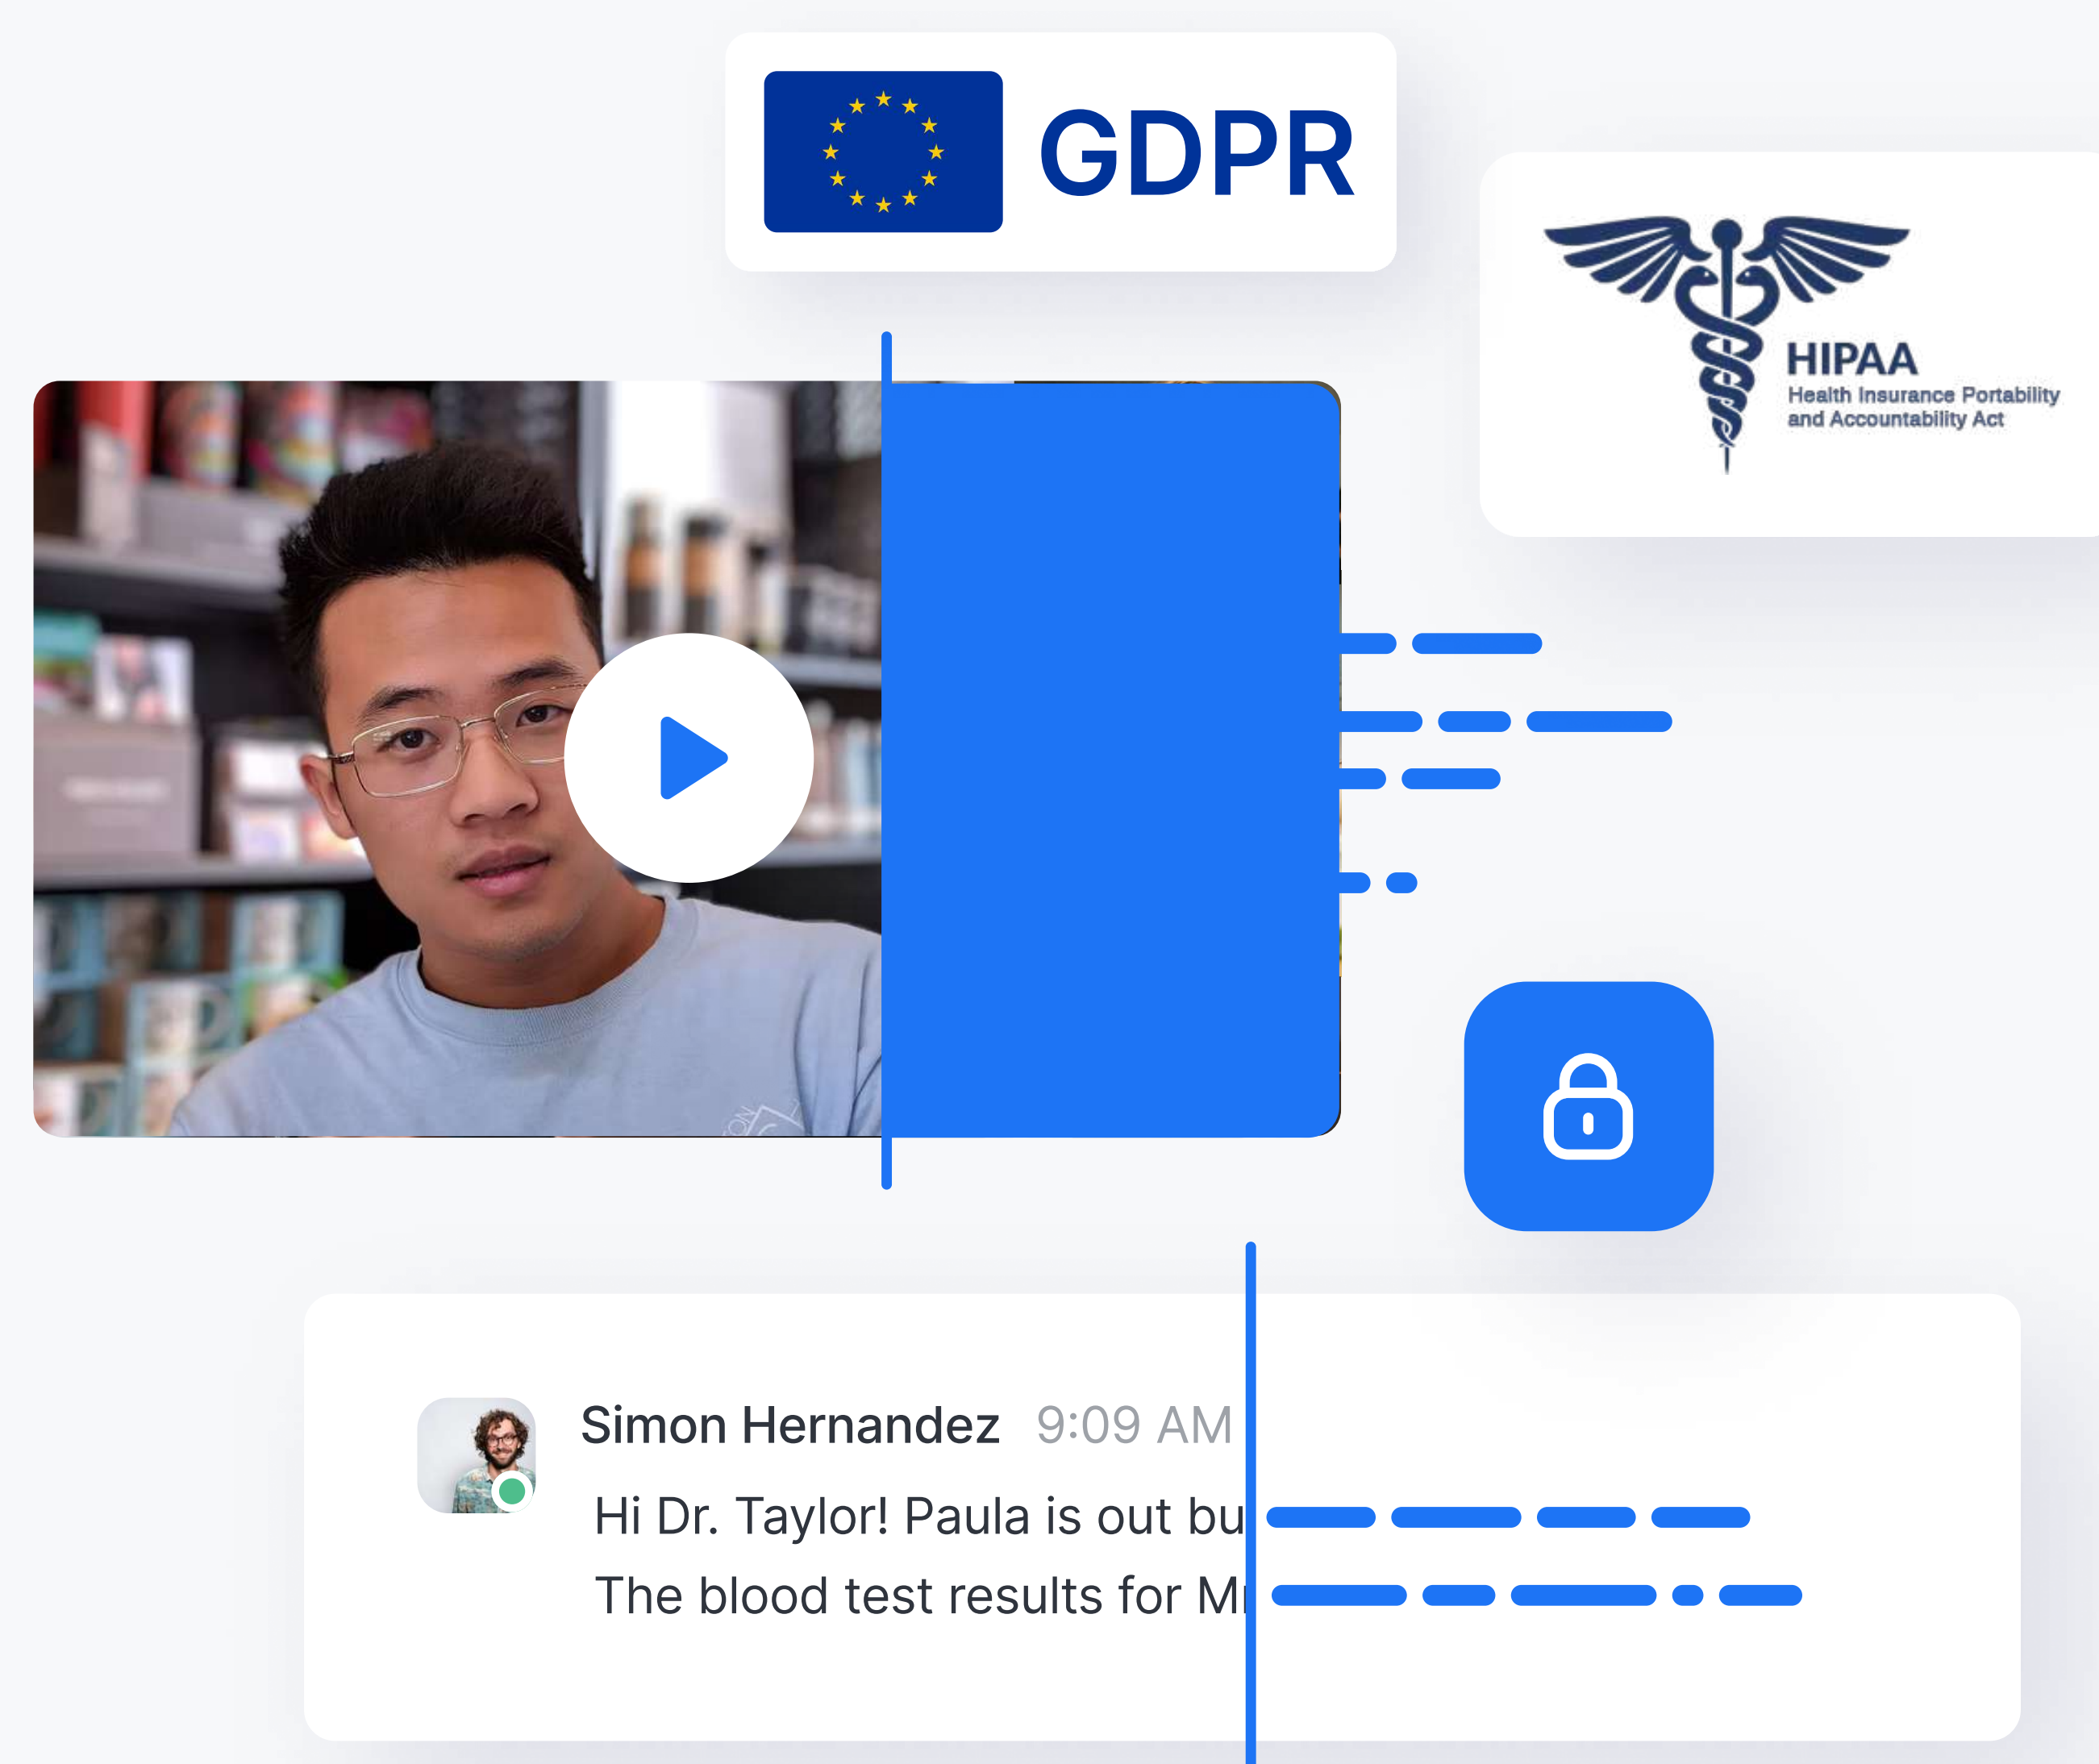 GDPR
HIPAA
Health Insurance Portability
and Accountability Act
Simon Hernandez 9:09 AM
Hi Dr. Taylor! Paula is out bu
The blood test results for M